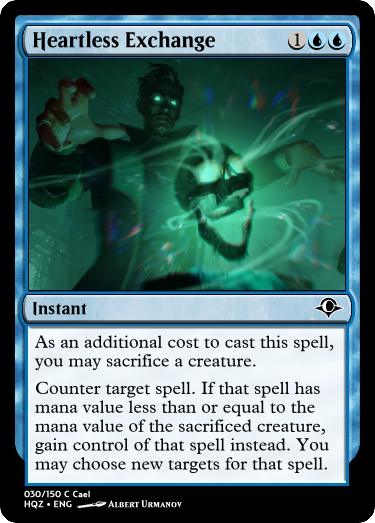 Heartless Exchange 1
Instant
As an additional cost to cast this spell,
you may sacrifice a creature.
Counter target spell. If that spell has
mana value less than or equal to the
mana value of the sacrificed creature,
gain control of that spell instead. You
may choose new targets for that spell.
030/150 C Cael
HQZ • ENG Albert Urmanov